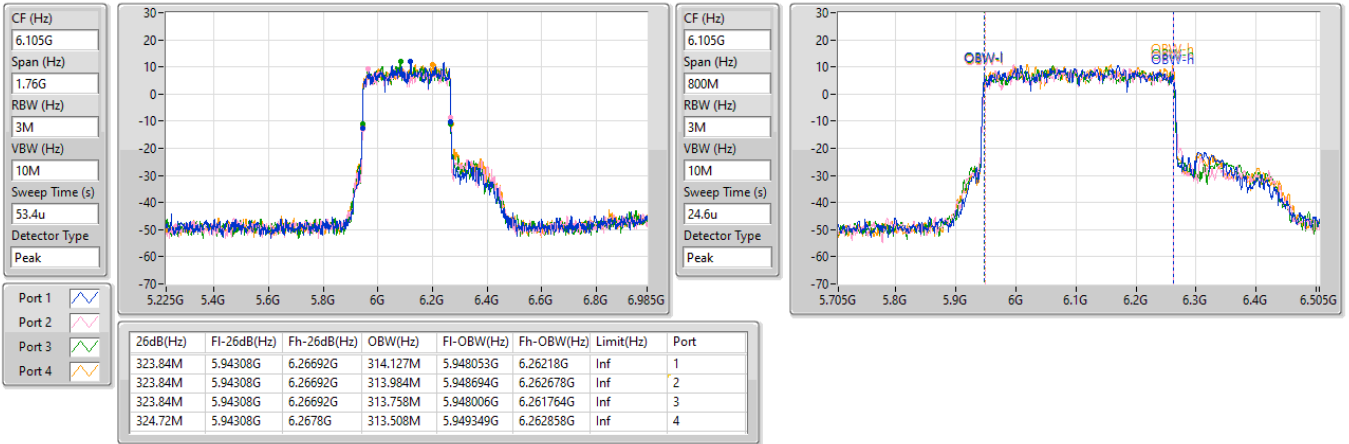 CF (Hz)
6.105G
Span (Hz)
1.76G
RBW (Hz)
3M
VBW (Hz)
10M
Sweep Time (s)
53.4u
Detector Type
Peak
30
20
10
0
-10
-20
-30
-40
-50
-60
-70
5.225G 5.4G 5.6G 5.8G 6G 6.2G 6.4G 6.6G 6.8G 6.985G
CF (Hz)
6.105G
Span (Hz)
800M
RBW (Hz)
3M
VBW (Hz)
10M
Sweep Time (s)
24.6u
Detector Type
Peak
30
20
10
0
-10
-20
-30
-40
-50
-60
-70
OBW-l
OBW-h
OBW-h
5.705G 5.8G 5.9G 6G 6.1G 6.2G 6.3G 6.4G 6.505G
Port 1
Port 2
Port 3
Port 4
26dB(Hz) Fl-26dB(Hz) Fh-26dB(Hz) OBW(Hz) Fl-OBW(Hz) Fh-OBW(Hz) Limit(Hz) Port
323.84M 5.94308G 6.26692G 314.127M 5.948053G 6.26218G Inf 1
323.84M 5.94308G 6.26692G 313.984M 5.948694G 6.262678G Inf 2
323.84M 5.94308G 6.26692G 313.758M 5.948006G 6.261764G Inf 3
324.72M 5.94308G 6.2678G 313.508M 5.949349G 6.262858G Inf 4